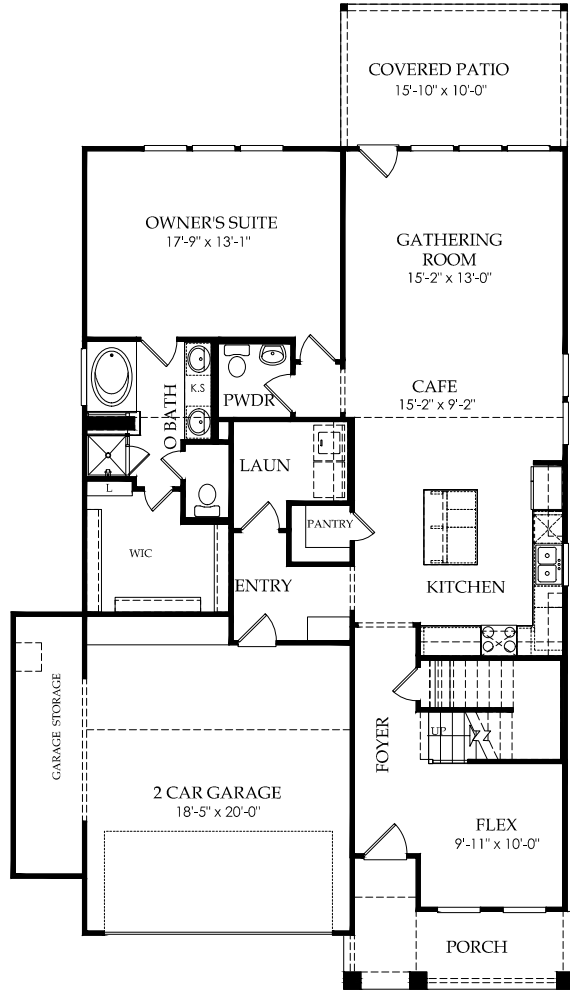 COVERED PATIO
15'-10" x 10'-0"
OWNER'S SUITE
17'-9" x 13'-1"
GATHERING
ROOM
15'-2" x 13'-0"
K.S
PWDR
CAFE
15'-2" x 9'-2"
O BATH
LAUN
L
PANTRY
WIC
ENTRY
KITCHEN
GARAGE STORAGE
FOYER
UP
2 CAR GARAGE
18'-5" x 20'-0"
FLEX
9'-11" x 10'-0"
PORCH